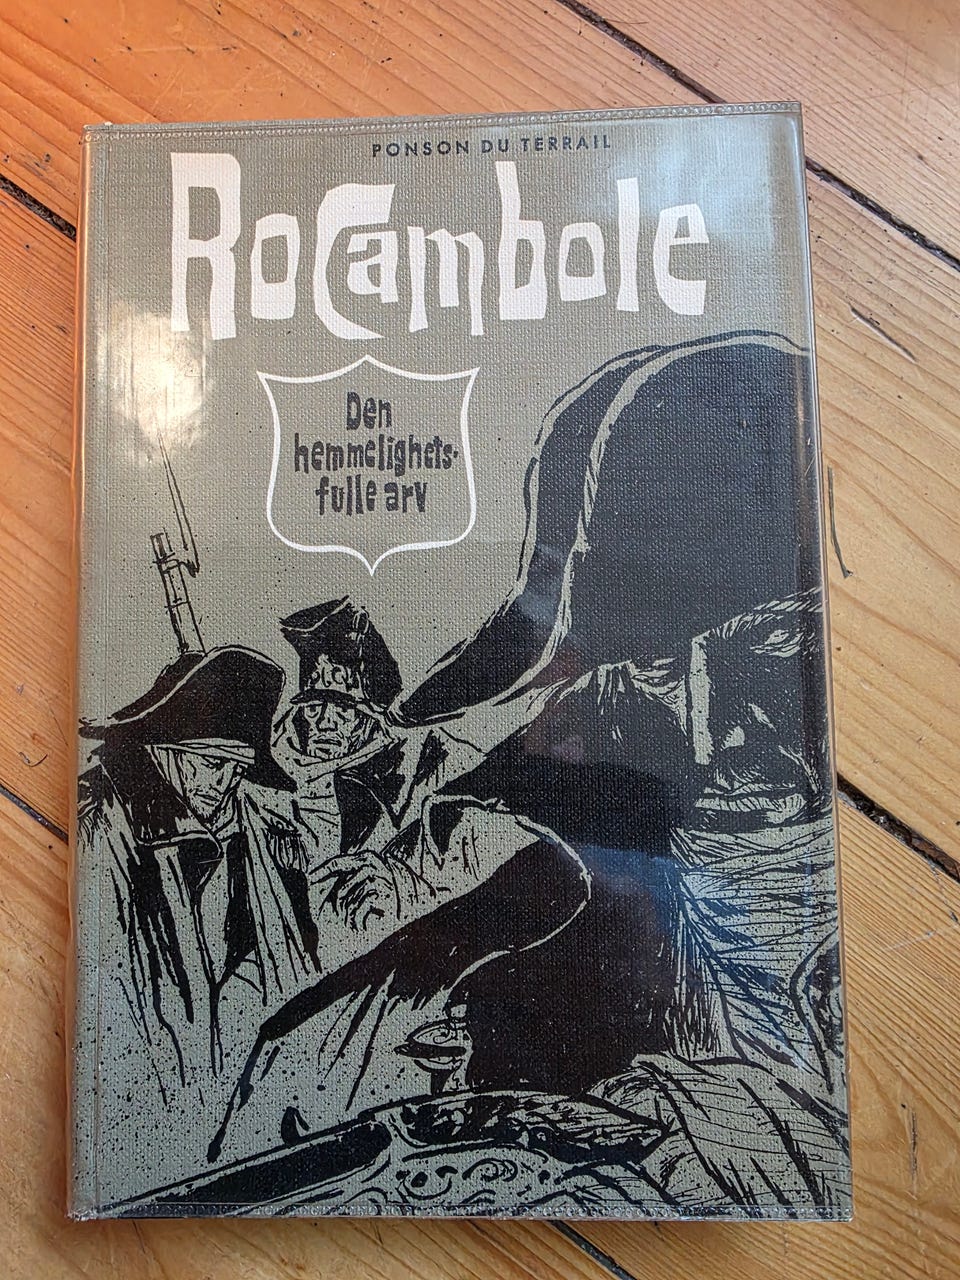 PONSON DU TERRAIL
Rocambole
Den
hemmelighets-
fulle arv